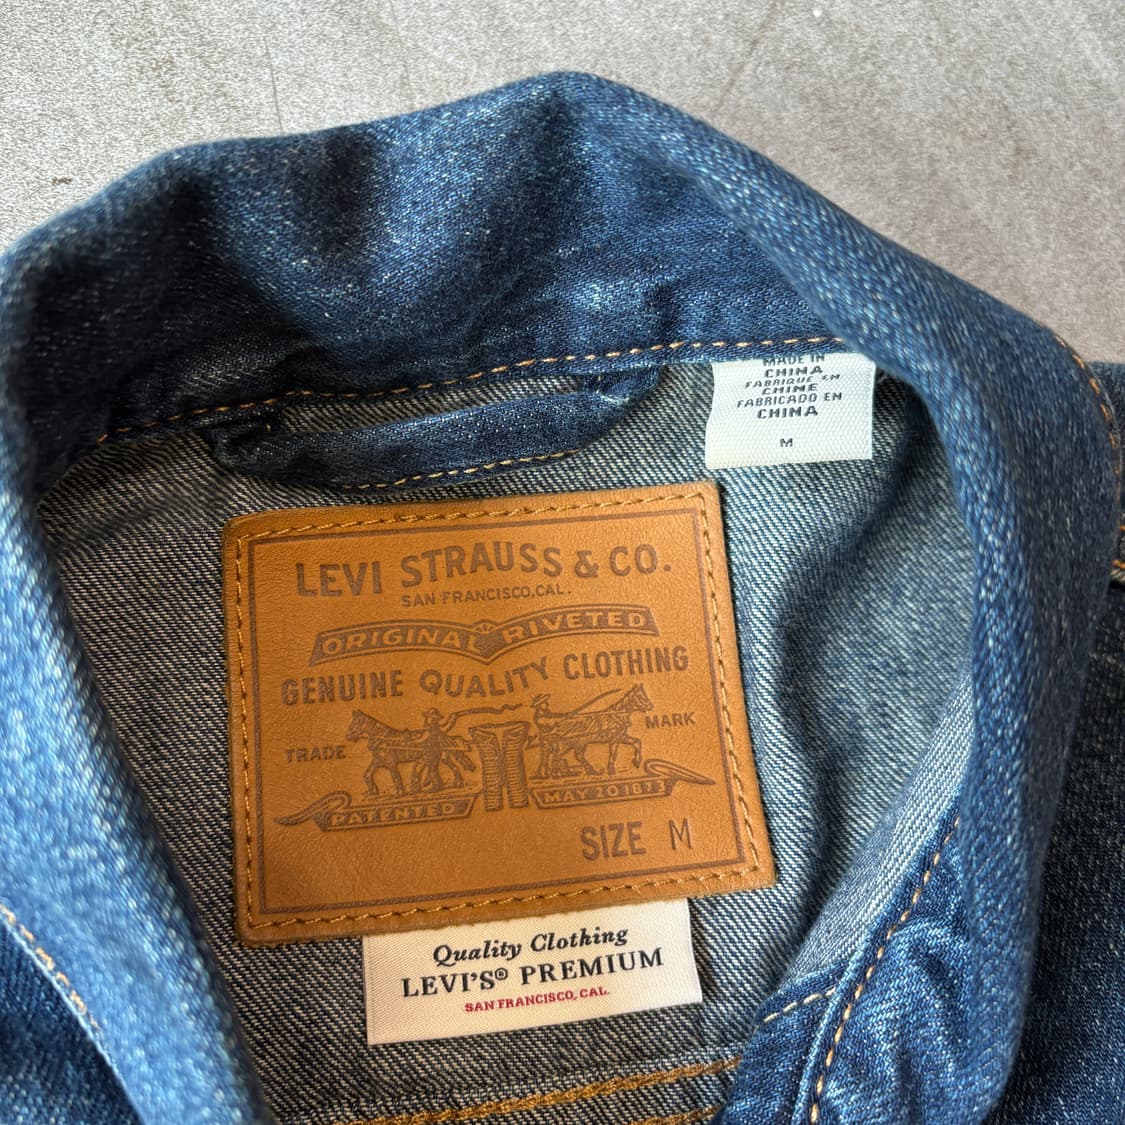 MADE IN
CHINA
FABRIQUE EN
CHINE
FABRICADO EN
CHINA
M
LEVI STRAUSS & CO.
SAN FRANCISCO, CAL.
ORIGINAL RIVETED
GENUINE QUALITY CLOTHING
TRADE MARK
PATENTED MAY 20 1873
SIZE M
Quality Clothing
LEVI'S® PREMIUM
SAN FRANCISCO, CAL.